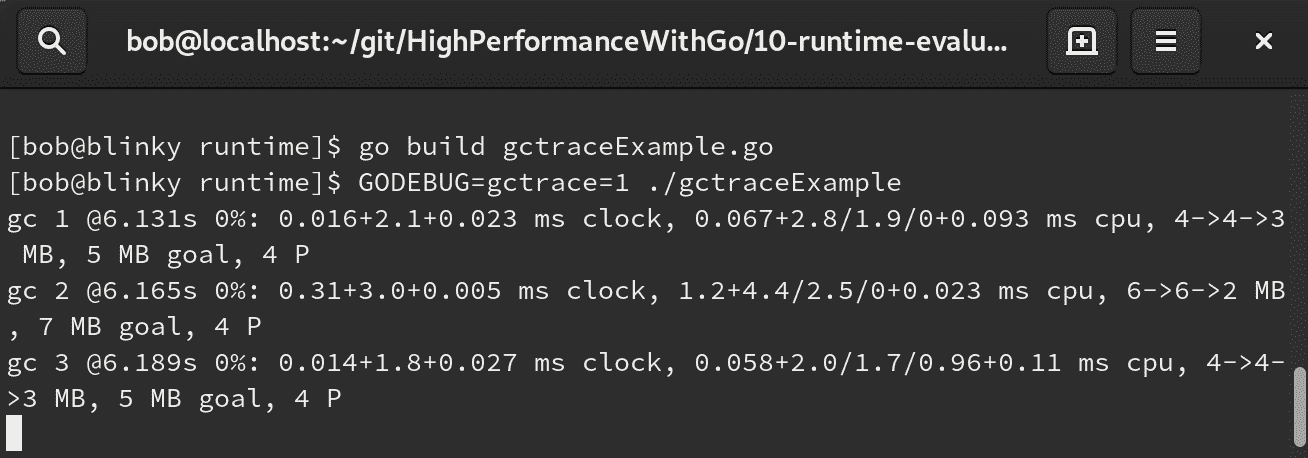 bob@localhost:~/git/HighPerformanceWithGo/10-runtime-evalu...
[bob@blinky runtime]$ go build gctraceExample.go
[bob@blinky runtime]$ GODEBUG=gctrace=1 ./gctraceExample
gc 1 @6.131s 0%: 0.016+2.1+0.023 ms clock, 0.067+2.8/1.9/0+0.093 ms cpu, 4->4->3
 MB, 5 MB goal, 4 P
gc 2 @6.165s 0%: 0.31+3.0+0.005 ms clock, 1.2+4.4/2.5/0+0.023 ms cpu, 6->6->2 MB
, 7 MB goal, 4 P
gc 3 @6.189s 0%: 0.014+1.8+0.027 ms clock, 0.058+2.0/1.7/0.96+0.11 ms cpu, 4->4-
>3 MB, 5 MB goal, 4 P